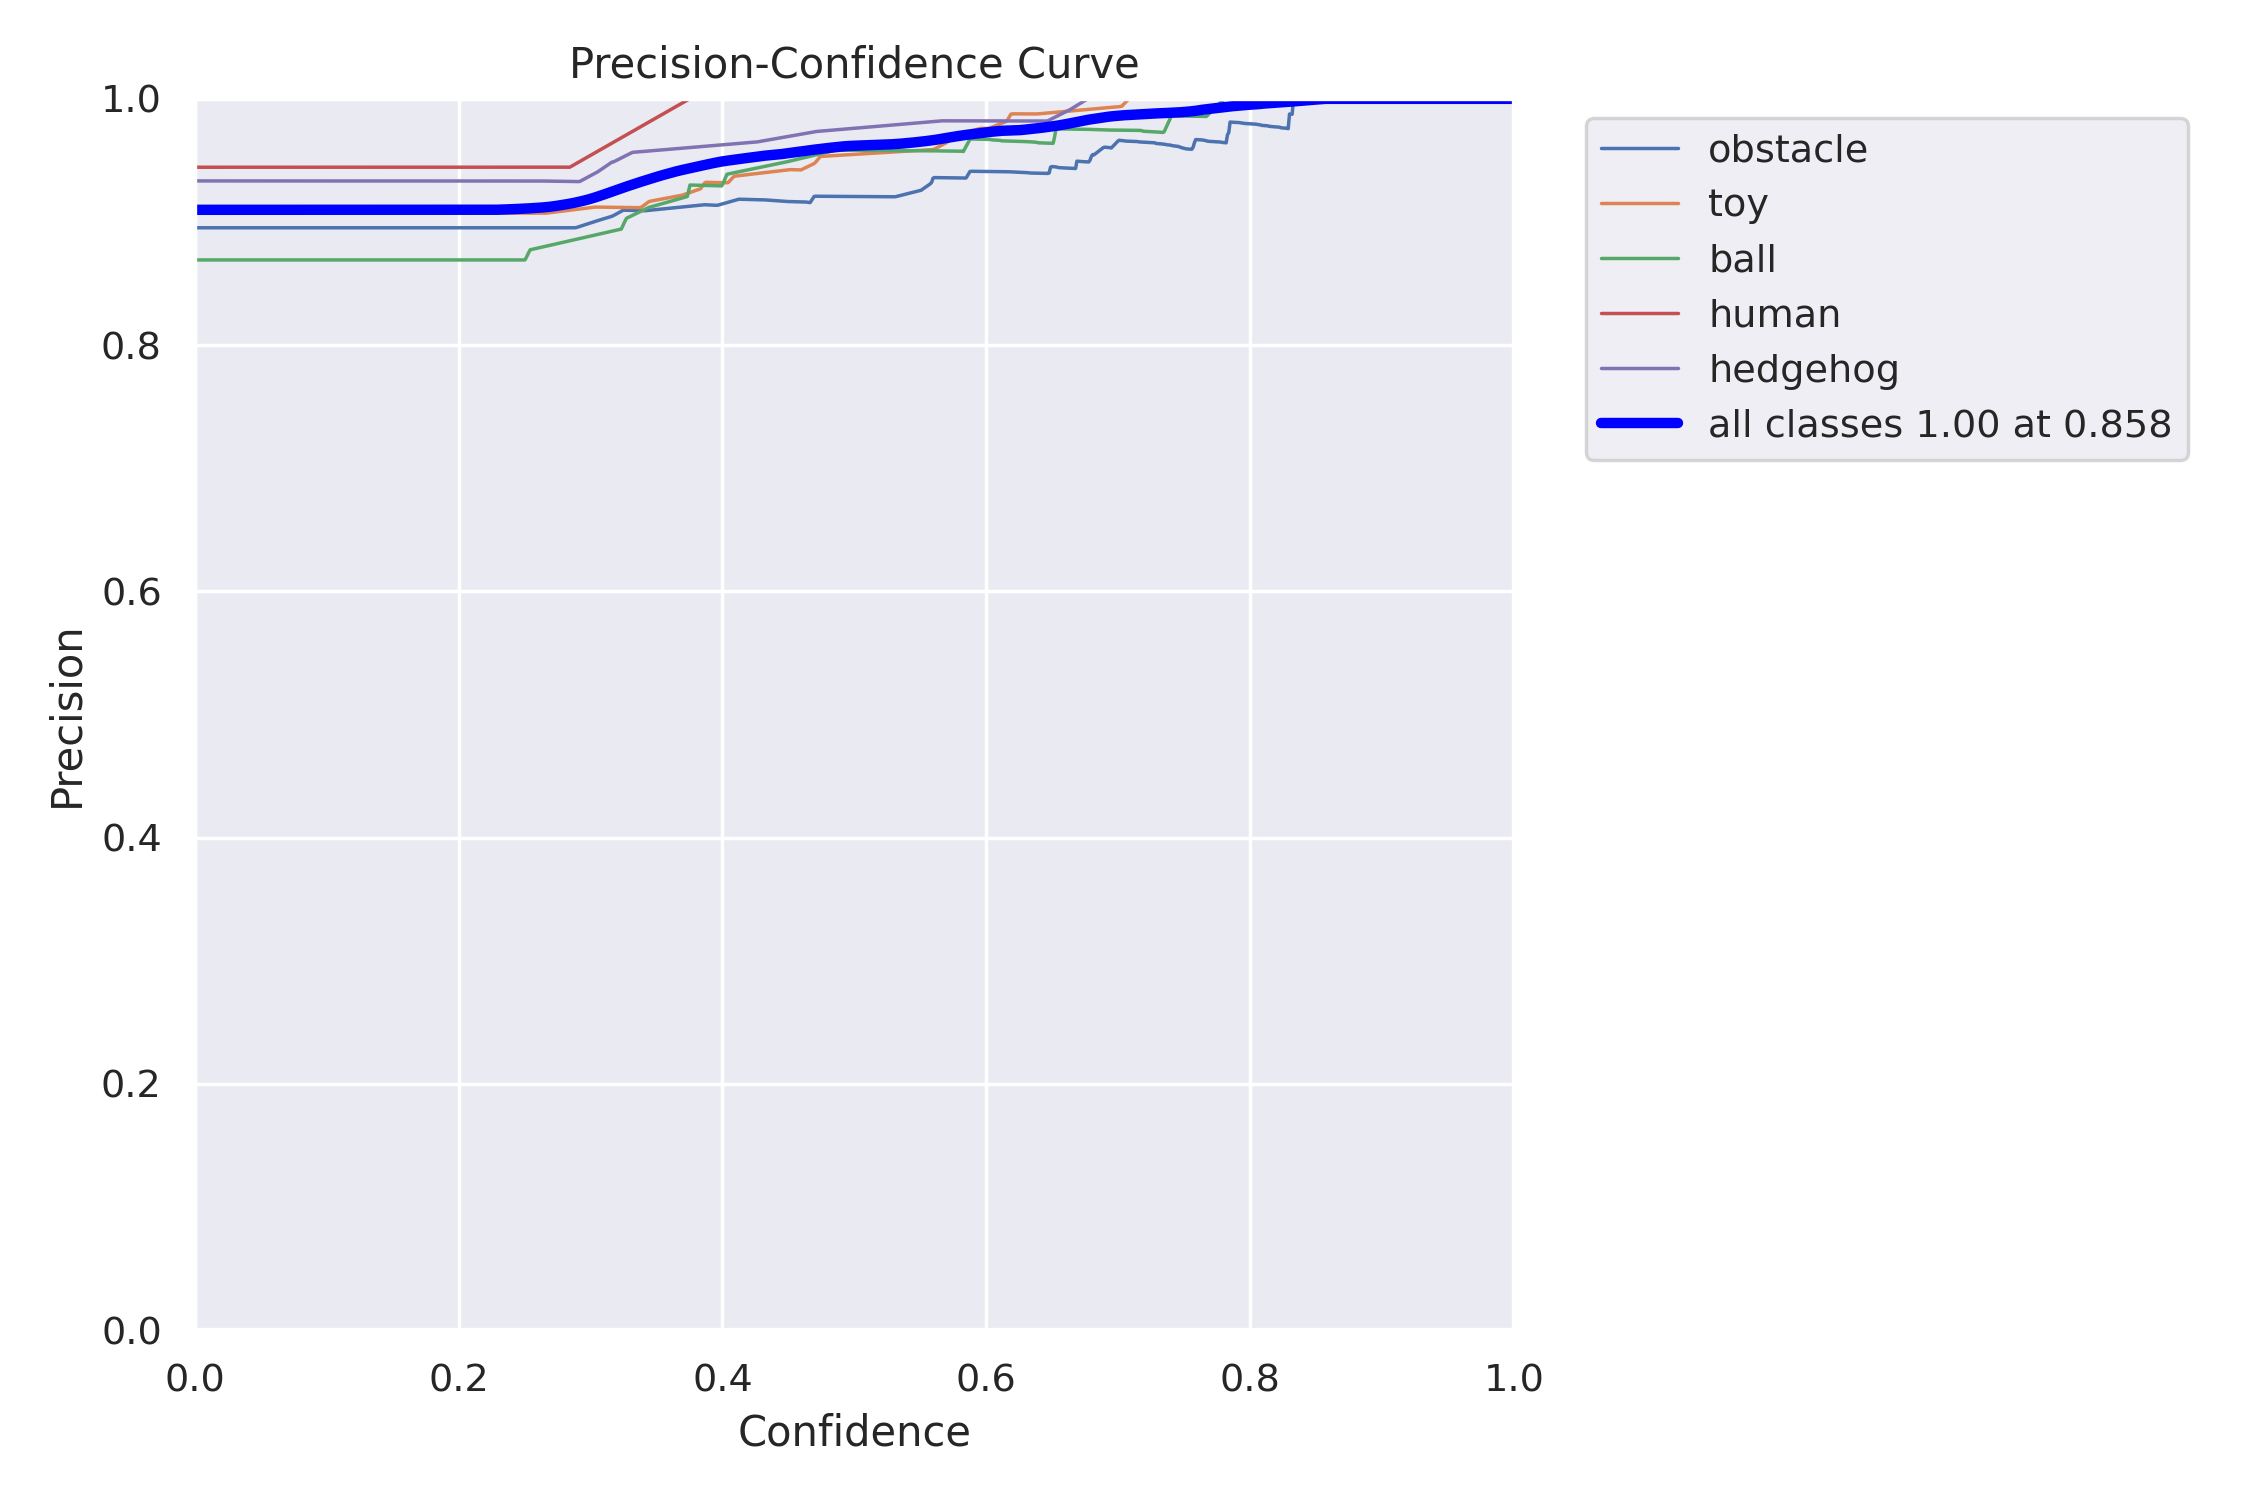 Precision-Confidence Curve
1.0
0.8
0.6
0.4
0.2
0.0
Precision
0.0 0.2 0.4 0.6 0.8 1.0
Confidence
obstacle
toy
ball
human
hedgehog
all classes 1.00 at 0.858